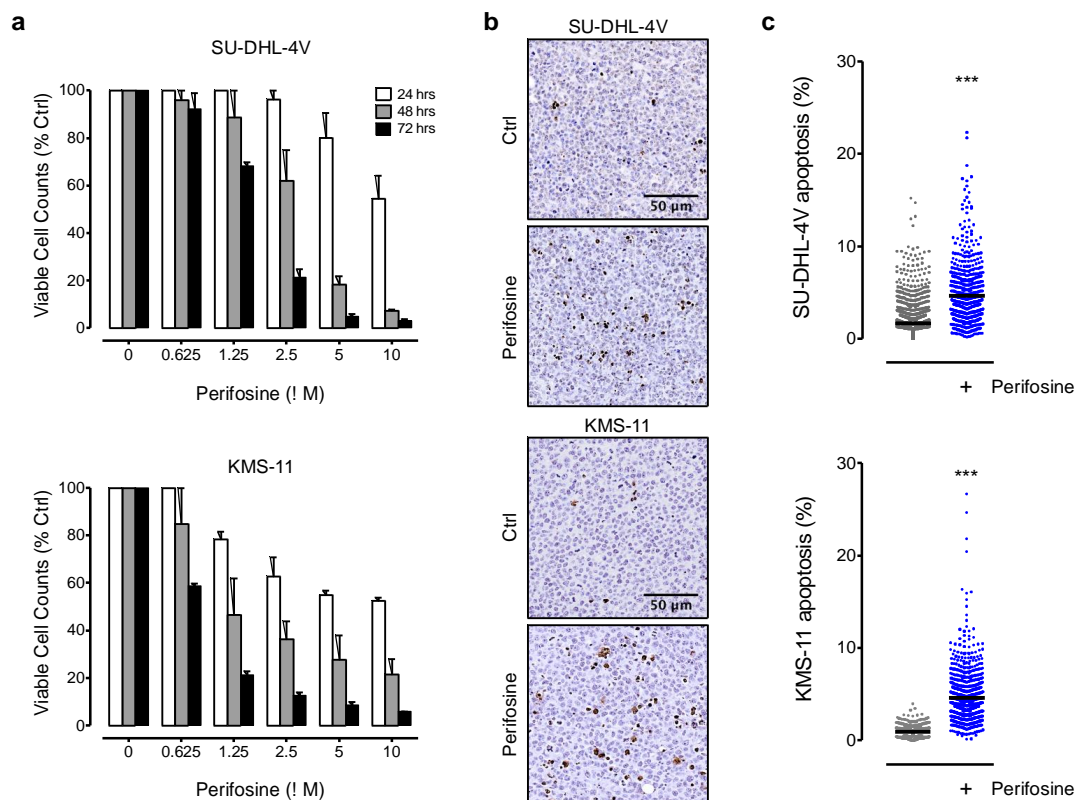 a
SU-DHL-4V
100
80
60
40
20
0
Viable Cell Counts (% Ctrl)
24 hrs
48 hrs
72 hrs
0 0.625 1.25 2.5 5 10
Perifosine (! M)
KMS-11
100
80
60
40
20
0
Viable Cell Counts (% Ctrl)
0 0.625 1.25 2.5 5 10
Perifosine (! M)
b
SU-DHL-4V
Ctrl
50 µm
Perifosine
KMS-11
Ctrl
50 µm
Perifosine
c
30
20
10
0
SU-DHL-4V apoptosis (%)
***
+ Perifosine
30
20
10
0
KMS-11 apoptosis (%)
***
+ Perifosine